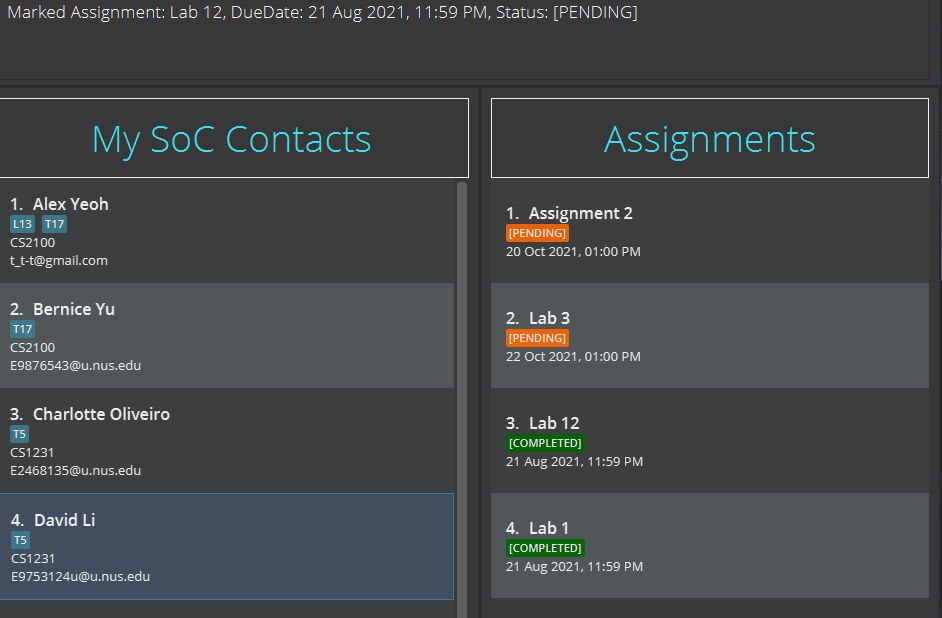 Marked Assignment: Lab 12, DueDate: 21 Aug 2021, 11:59 PM, Status: [PENDING]
My SoC Contacts
1. Alex Yeoh
L13 T17
CS2100
t_t-t@gmail.com
2. Bernice Yu
T17
CS2100
E9876543@u.nus.edu
3. Charlotte Oliveiro
T5
CS1231
E2468135@u.nus.edu
4. David Li
T5
CS1231
E9753124u@u.nus.edu
Assignments
1. Assignment 2
[PENDING]
20 Oct 2021, 01:00 PM
2. Lab 3
[PENDING]
22 Oct 2021, 01:00 PM
3. Lab 12
[COMPLETED]
21 Aug 2021, 11:59 PM
4. Lab 1
[COMPLETED]
21 Aug 2021, 11:59 PM